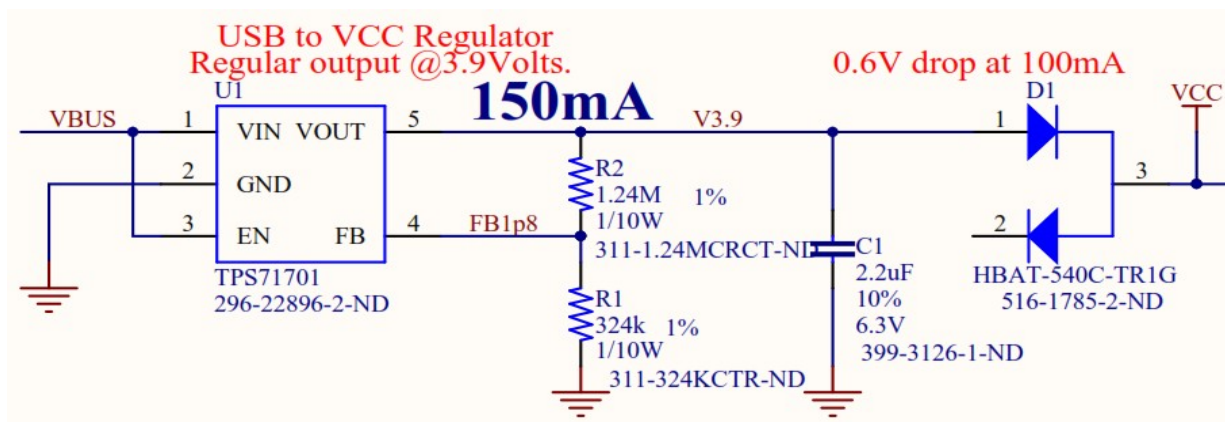 USB to VCC Regulator
Regular output @3.9Volts.
0.6V drop at 100mA
U1
150mA
D1
VCC
VBUS
1
VIN VOUT
5
V3.9
1
2
GND
R2
1.24M 1%
1/10W
311-1.24MCRCT-ND
3
3
EN FB
4
FB1p8
2
TPS71701
296-22896-2-ND
C1
2.2uF
10%
6.3V
399-3126-1-ND
HBAT-540C-TR1G
516-1785-2-ND
R1
324k 1%
1/10W
311-324KCTR-ND